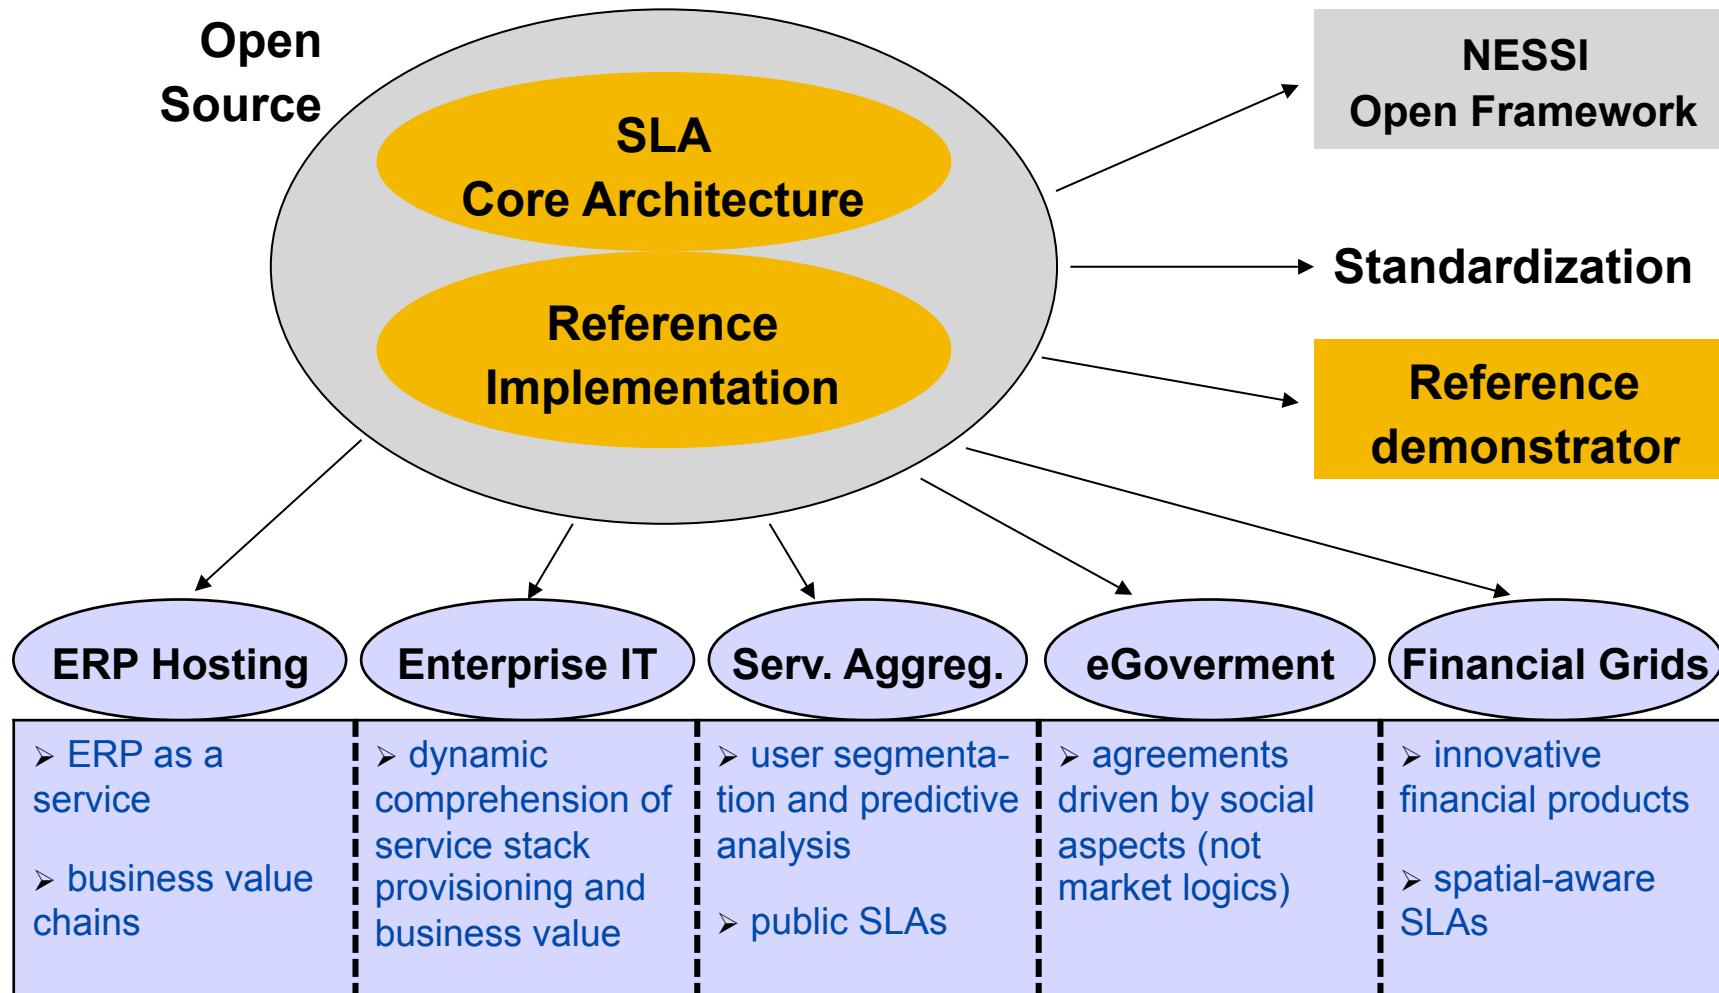 Open
Source
SLA
Core Architecture
Reference
Implementation
NESSI
Open Framework
Standardization
Reference
demonstrator
ERP Hosting
Enterprise IT
Serv. Aggreg.
eGoverment
Financial Grids
➢ ERP as a
service
➢ business value
chains
➢ dynamic
comprehension of
service stack
provisioning and
business value
➢ user segmenta-
tion and predictive
analysis
➢ public SLAs
➢ agreements
driven by social
aspects (not
market logics)
➢ innovative
financial products
➢ spatial-aware
SLAs